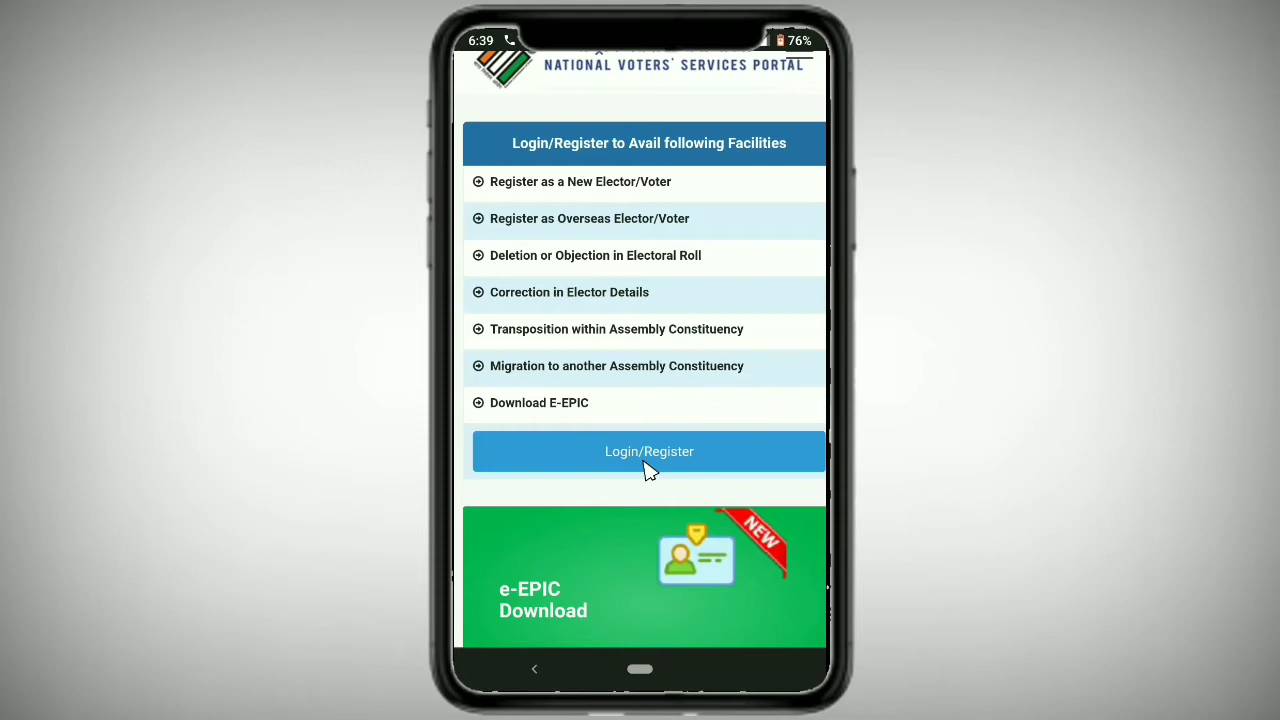 6:39
76%
NATIONAL VOTERS' SERVICES PORTAL
Login/Register to Avail following Facilities
Register as a New Elector/Voter
Register as Overseas Elector/Voter
Deletion or Objection in Electoral Roll
Correction in Elector Details
Transposition within Assembly Constituency
Migration to another Assembly Constituency
Download E-EPIC
Login/Register
NEW
e-EPIC
Download